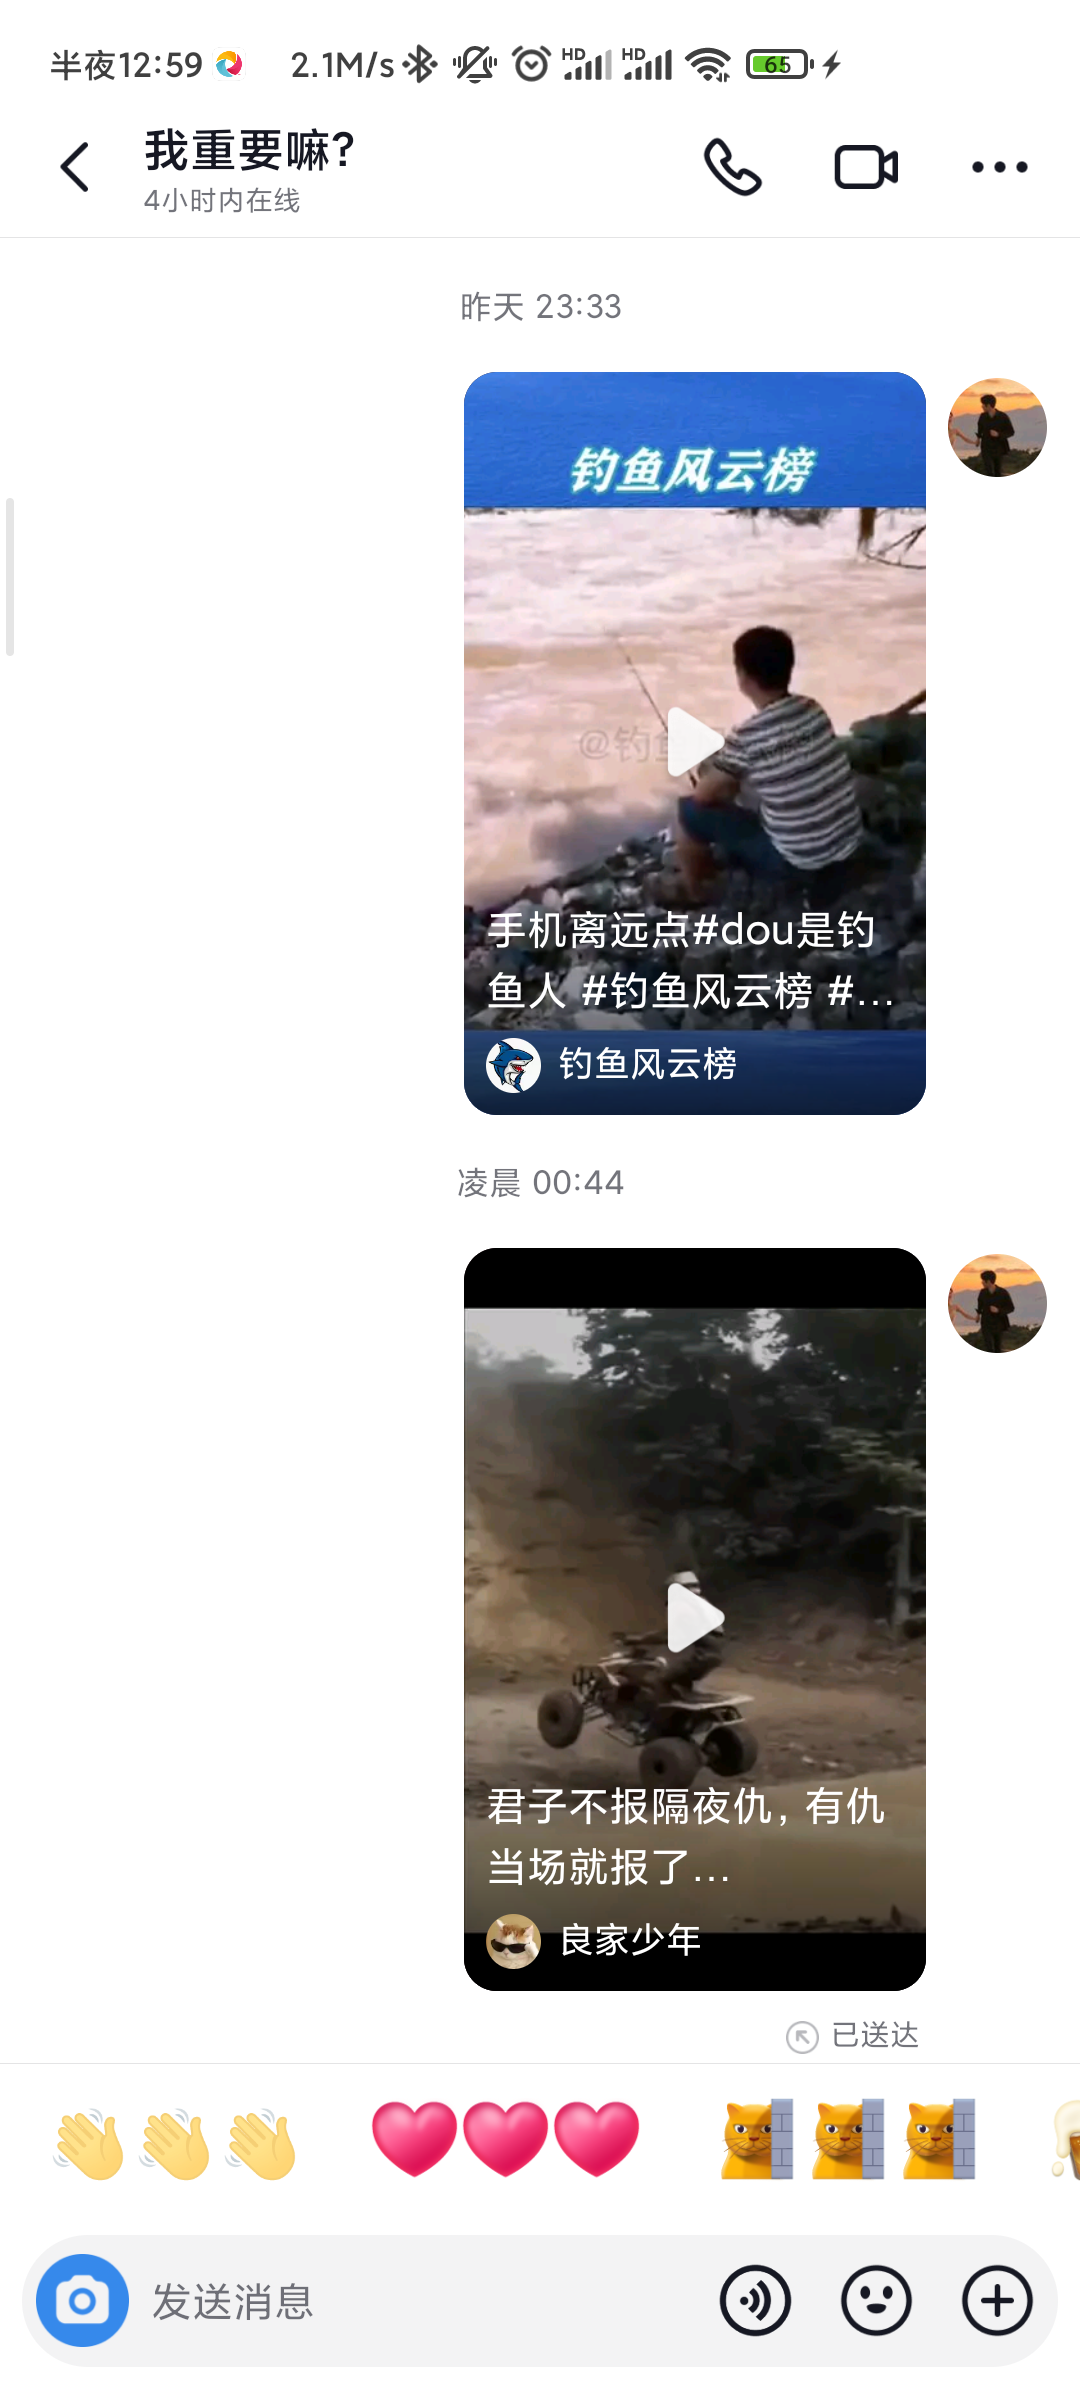 半夜12:59 2.1M/s HD HD 65
我重要嘛?
4小时内在线
昨天 23:33
钓鱼风云榜
手机离远点#dou是钓
鱼人 #钓鱼风云榜 #...
钓鱼风云榜
凌晨 00:44
君子不报隔夜仇，有仇
当场就报了...
良家少年
已送达
发送消息